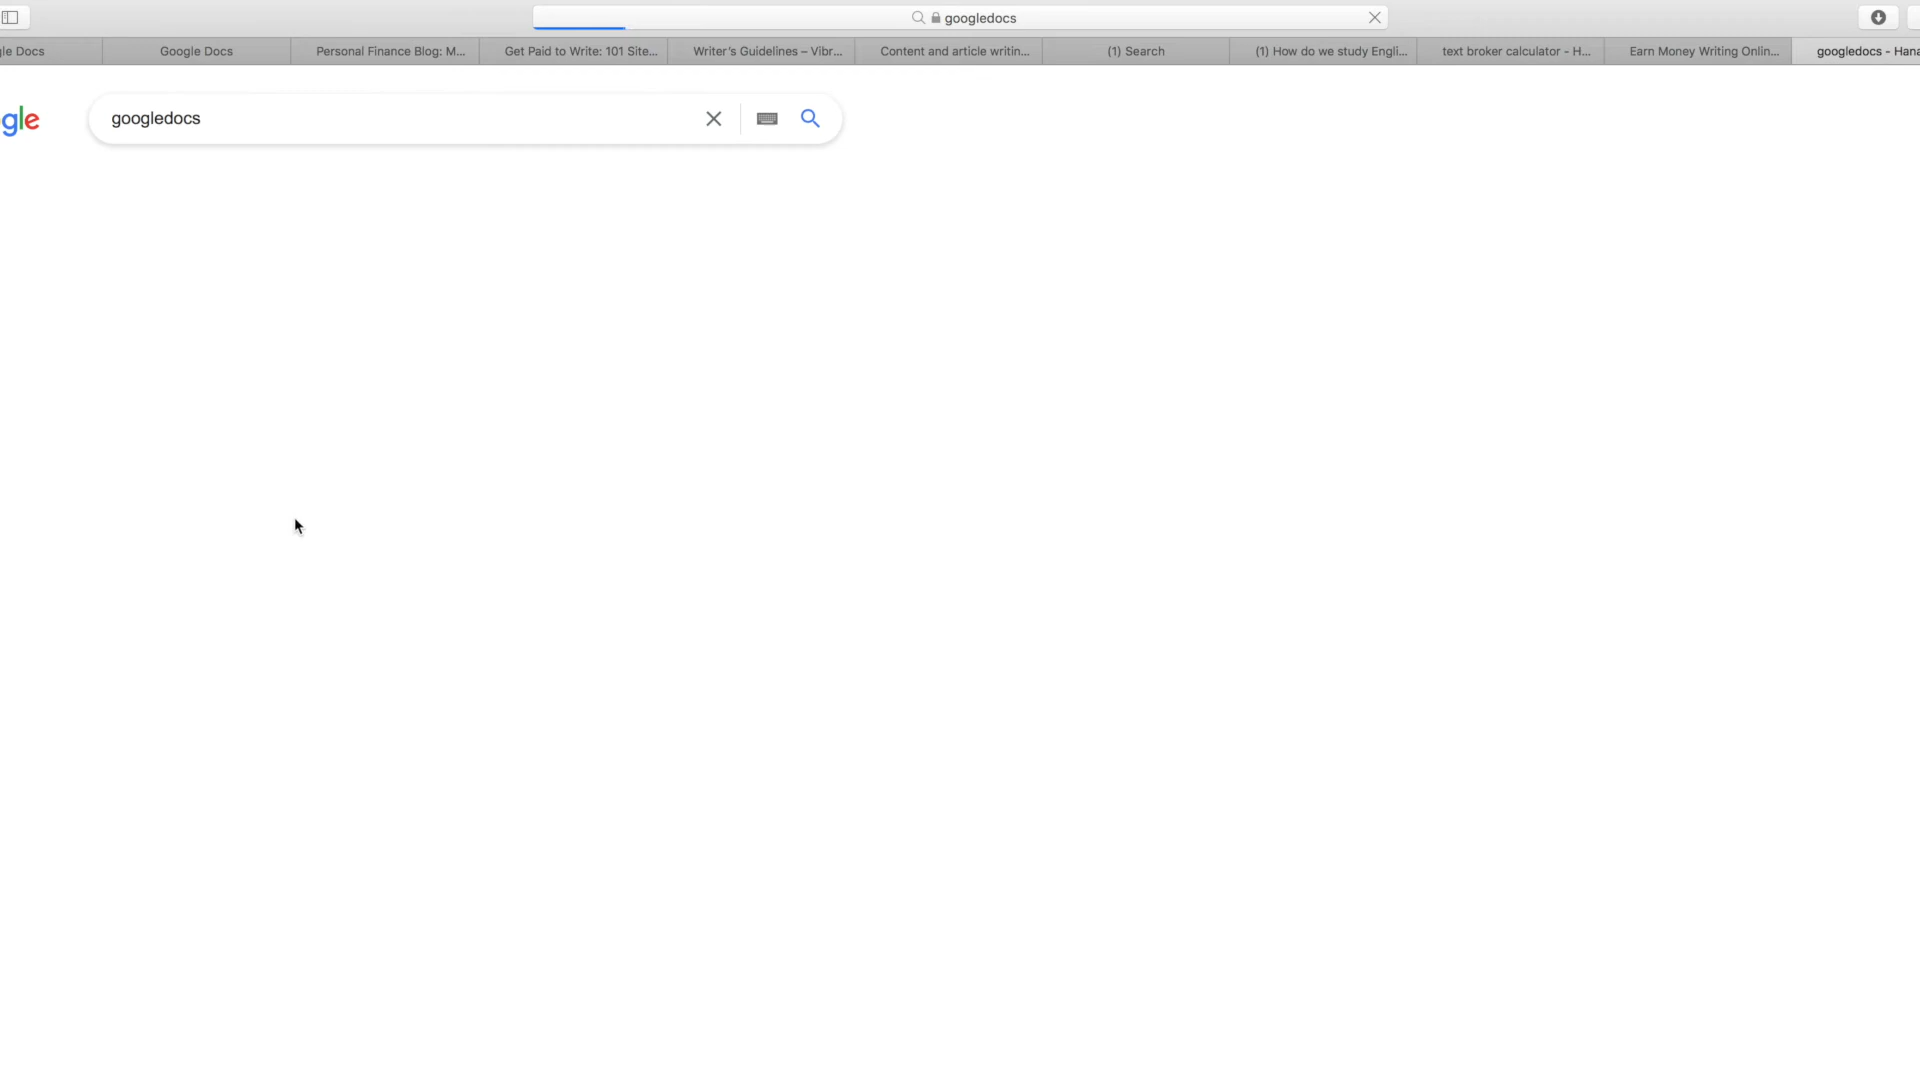 googledocs
gle Docs
Google Docs
Personal Finance Blog: M...
Get Paid to Write: 101 Site...
Writer's Guidelines – Vibr...
Content and article writin...
(1) Search
(1) How do we study Engli...
text broker calculator - H...
Earn Money Writing Onlin...
googledocs - Hana
gle
googledocs